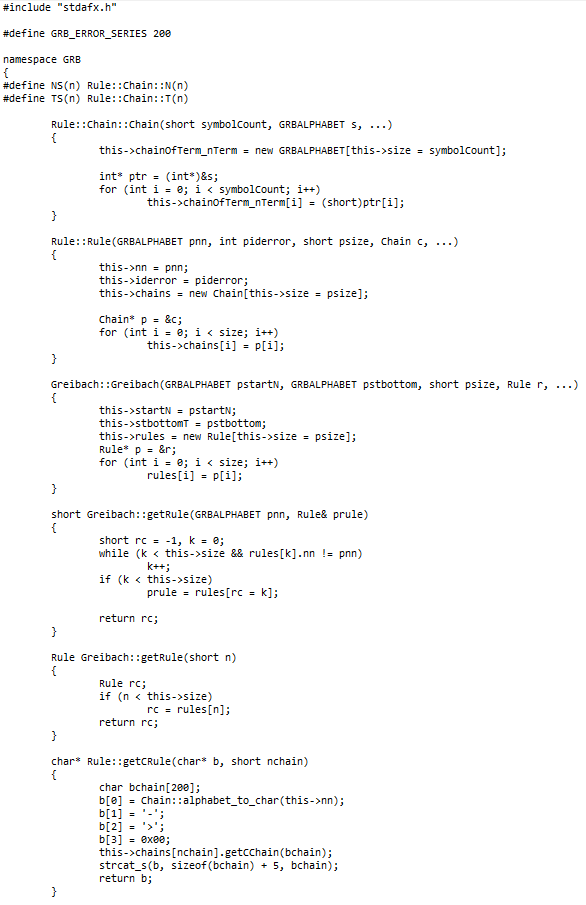 #include "stdafx.h"
#define GRB_ERROR_SERIES 200
namespace GRB
{
#define NS(n) Rule::Chain::N(n)
#define TS(n) Rule::Chain::T(n)
Rule::Chain::Chain(short symbolCount, GRBALPHABET s, ...)
{
this->chainOfTerm_nTerm = new GRBALPHABET[this->size = symbolCount];
int* ptr = (int*)&s;
for (int i = 0; i < symbolCount; i++)
this->chainOfTerm_nTerm[i] = (short)ptr[i];
}
Rule::Rule(GRBALPHABET pnn, int piderror, short psize, Chain c, ...)
{
this->nn = pnn;
this->iderror = piderror;
this->chains = new Chain[this->size = psize];
Chain* p = &c;
for (int i = 0; i < size; i++)
this->chains[i] = p[i];
}
Greibach::Greibach(GRBALPHABET pstartN, GRBALPHABET pstbottom, short psize, Rule r, ...)
{
this->startN = pstartN;
this->stbottomT = pstbottom;
this->rules = new Rule[this->size = psize];
Rule* p = &r;
for (int i = 0; i < size; i++)
rules[i] = p[i];
}
short Greibach::getRule(GRBALPHABET pnn, Rule& prule)
{
short rc = -1, k = 0;
while (k < this->size && rules[k].nn != pnn)
k++;
if (k < this->size)
prule = rules[rc = k];
return rc;
}
Rule Greibach::getRule(short n)
{
Rule rc;
if (n < this->size)
rc = rules[n];
return rc;
}
char* Rule::getCRule(char* b, short nchain)
{
char bchain[200];
b[0] = Chain::alphabet_to_char(this->nn);
b[1] = '-';
b[2] = '>';
b[3] = 0x00;
this->chains[nchain].getCChain(bchain);
strcat_s(b, sizeof(bchain) + 5, bchain);
return b;
}